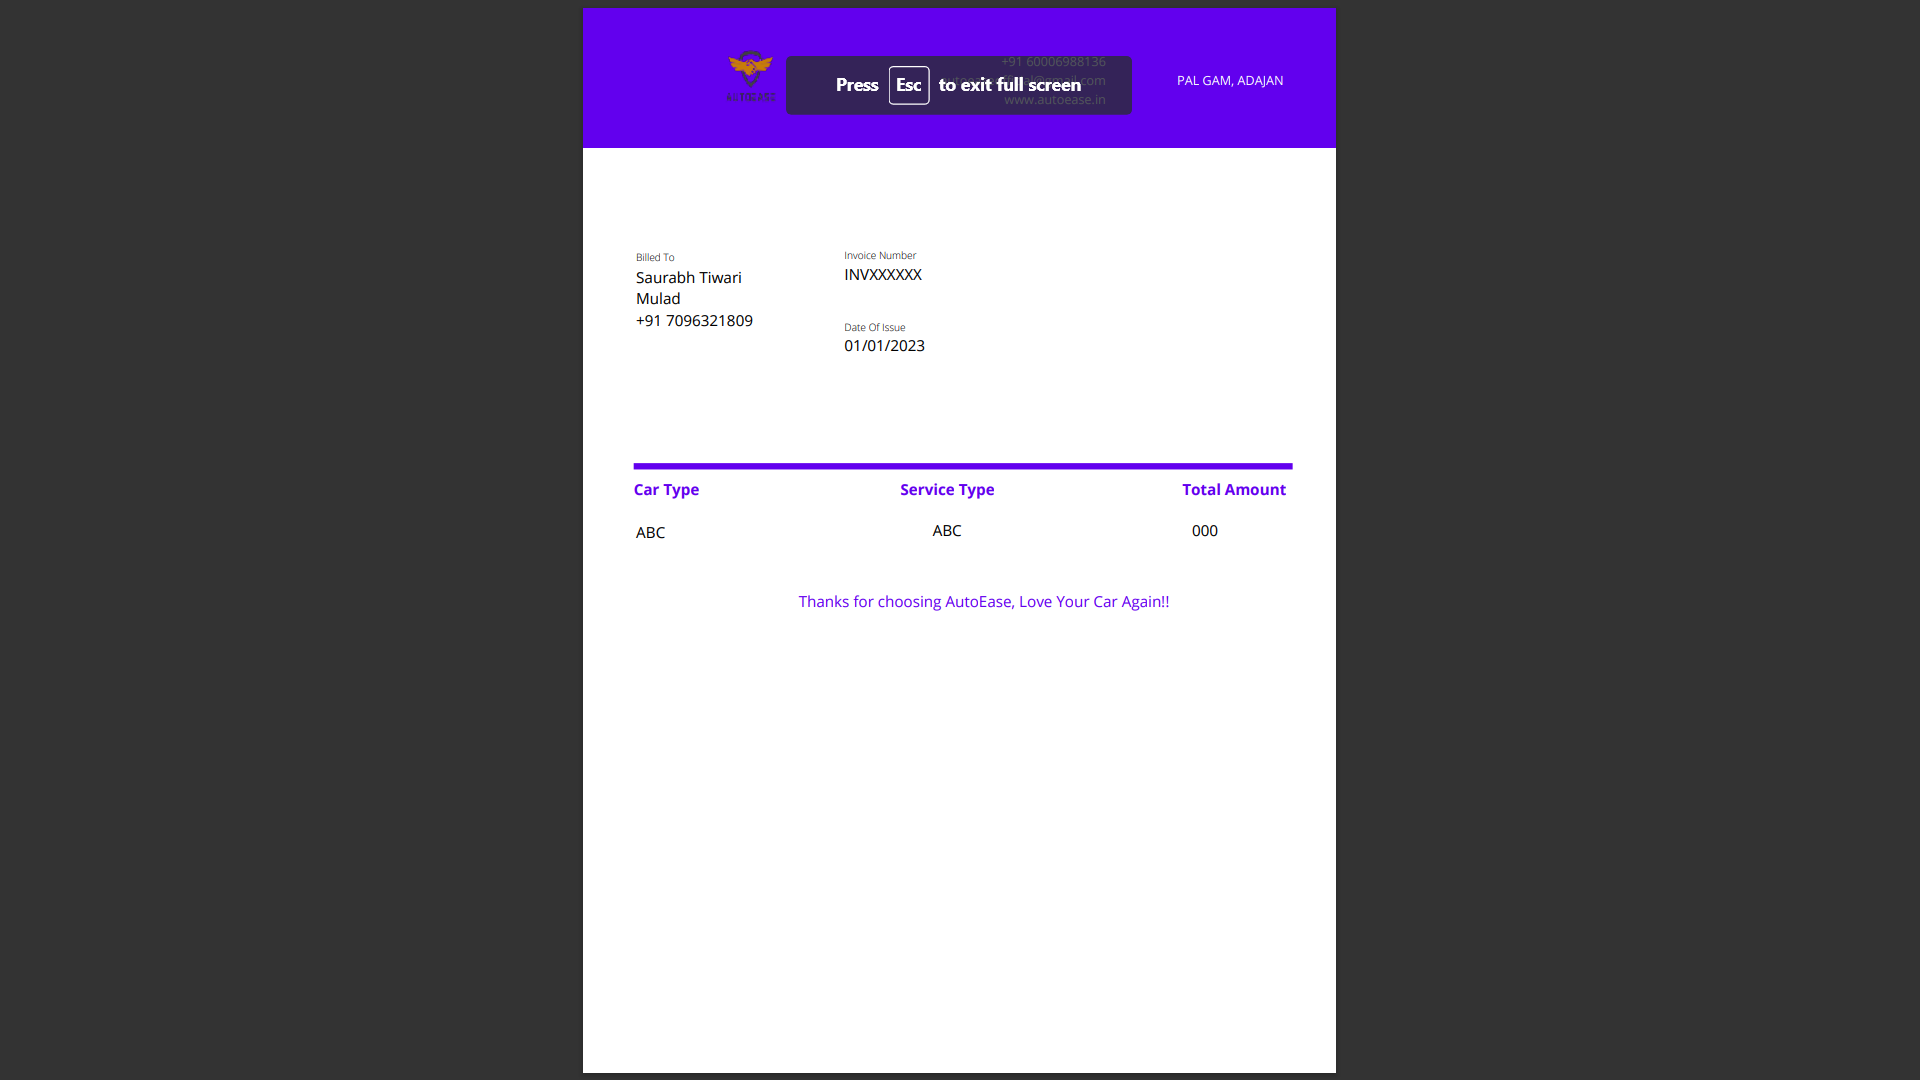 AUTOEASE
+91 60006988136
Press Esc to exit full screen
www.autoease.in
PAL GAM, ADAJAN
Billed To
Saurabh Tiwari
Mulad
+91 7096321809
Invoice Number
INVXXXXXX
Date Of Issue
01/01/2023
Car Type
Service Type
Total Amount
ABC
ABC
000
Thanks for choosing AutoEase, Love Your Car Again!!